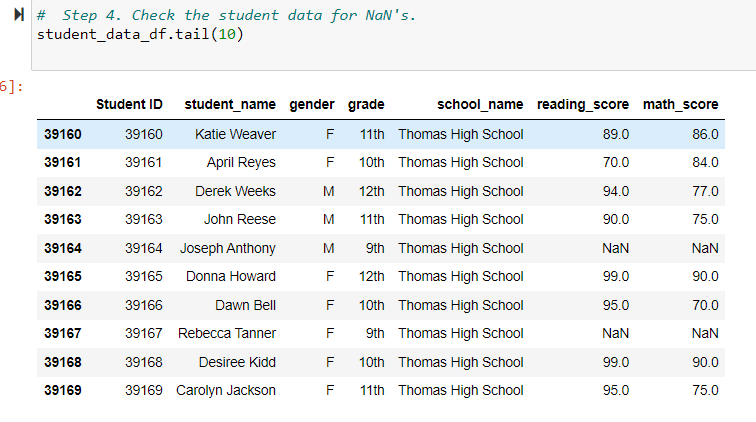 # Step 4. Check the student data for NaN's.
student_data_df.tail(10)
6]:
Student ID student_name gender grade school_name reading_score math_score
39160 39160 Katie Weaver F 11th Thomas High School 89.0 86.0
39161 39161 April Reyes F 10th Thomas High School 70.0 84.0
39162 39162 Derek Weeks M 12th Thomas High School 94.0 77.0
39163 39163 John Reese M 11th Thomas High School 90.0 75.0
39164 39164 Joseph Anthony M 9th Thomas High School NaN NaN
39165 39165 Donna Howard F 12th Thomas High School 99.0 90.0
39166 39166 Dawn Bell F 10th Thomas High School 95.0 70.0
39167 39167 Rebecca Tanner F 9th Thomas High School NaN NaN
39168 39168 Desiree Kidd F 10th Thomas High School 99.0 90.0
39169 39169 Carolyn Jackson F 11th Thomas High School 95.0 75.0